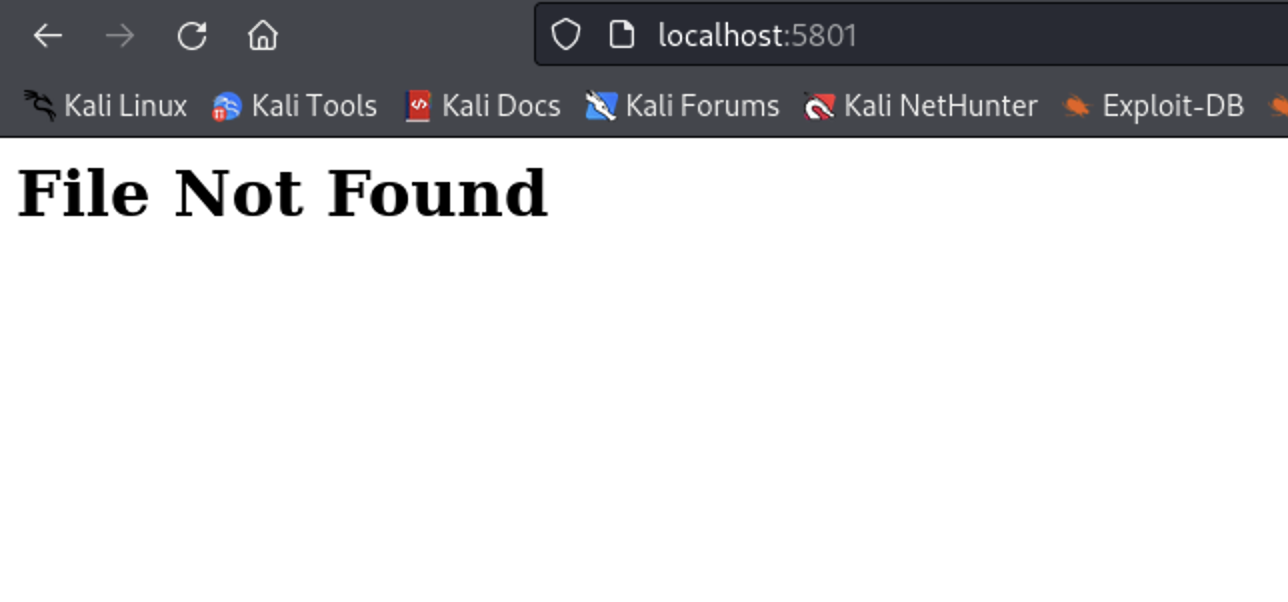 localhost:5801
Kali Linux Kali Tools Kali Docs Kali Forums Kali NetHunter Exploit-DB
File Not Found